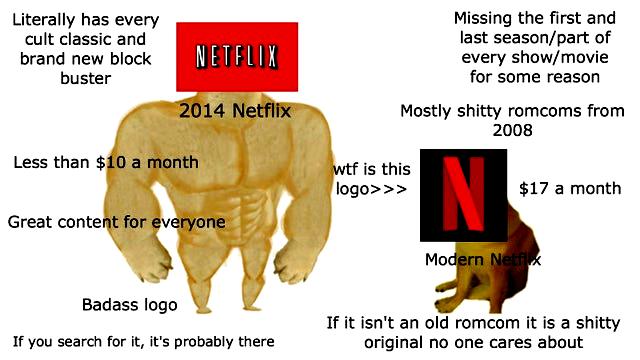 Literally has every
cult classic and
brand new block
buster
NETFLIX
2014 Netflix
Less than $10 a month
Great content for everyone
Badass logo
If you search for it, it's probably there
Missing the first and
last season/part of
every show/movie
for some reason
Mostly shitty romcoms from
2008
wtf is this
logo>>>
N
$17 a month
Modern Netflix
If it isn't an old romcom it is a shitty
original no one cares about